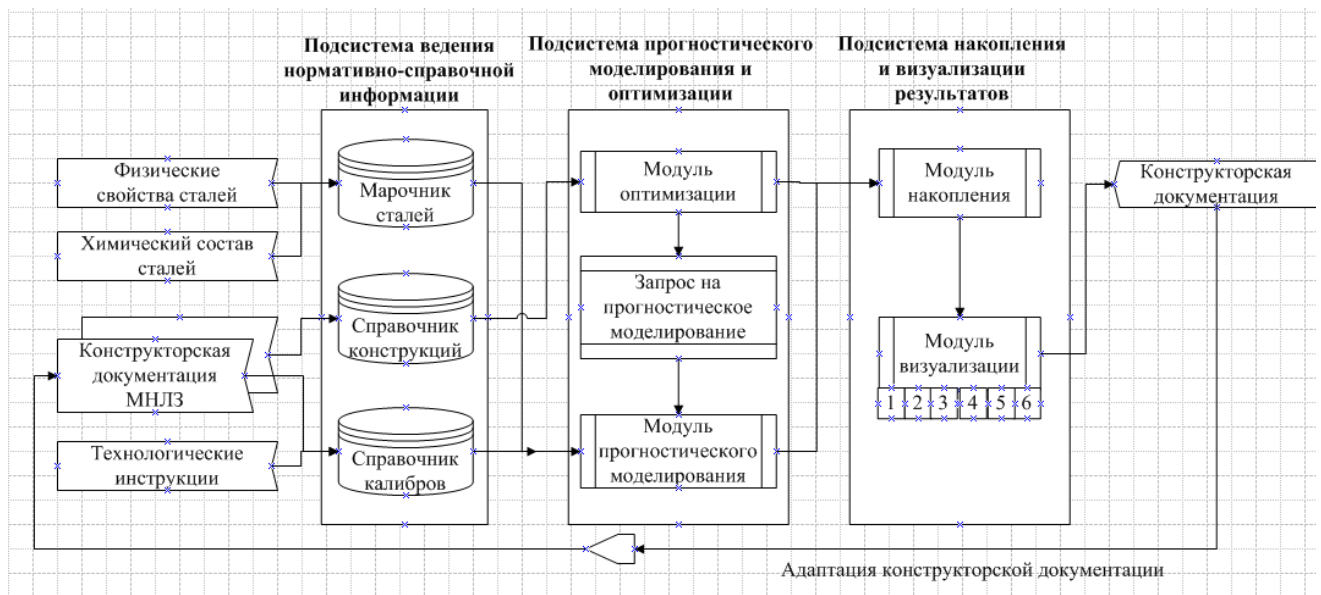 Подсистема ведения
нормативно-справочной
информации
Подсистема прогностического
моделирования и
оптимизации
Подсистема накопления
и визуализации
результатов
Физические
свойства сталей
Химический состав
сталей
Конструкторская
документация
МНЛЗ
Технологические
инструкции
Марочник
сталей
Справочник
конструкций
Справочник
калибров
Модуль
оптимизации
Запрос на
прогностическое
моделирование
Модуль
прогностического
моделирования
Модуль
накопления
Модуль
визуализации
1 2 3 4 5 6
Конструкторская
документация
Адаптация конструкторской документации